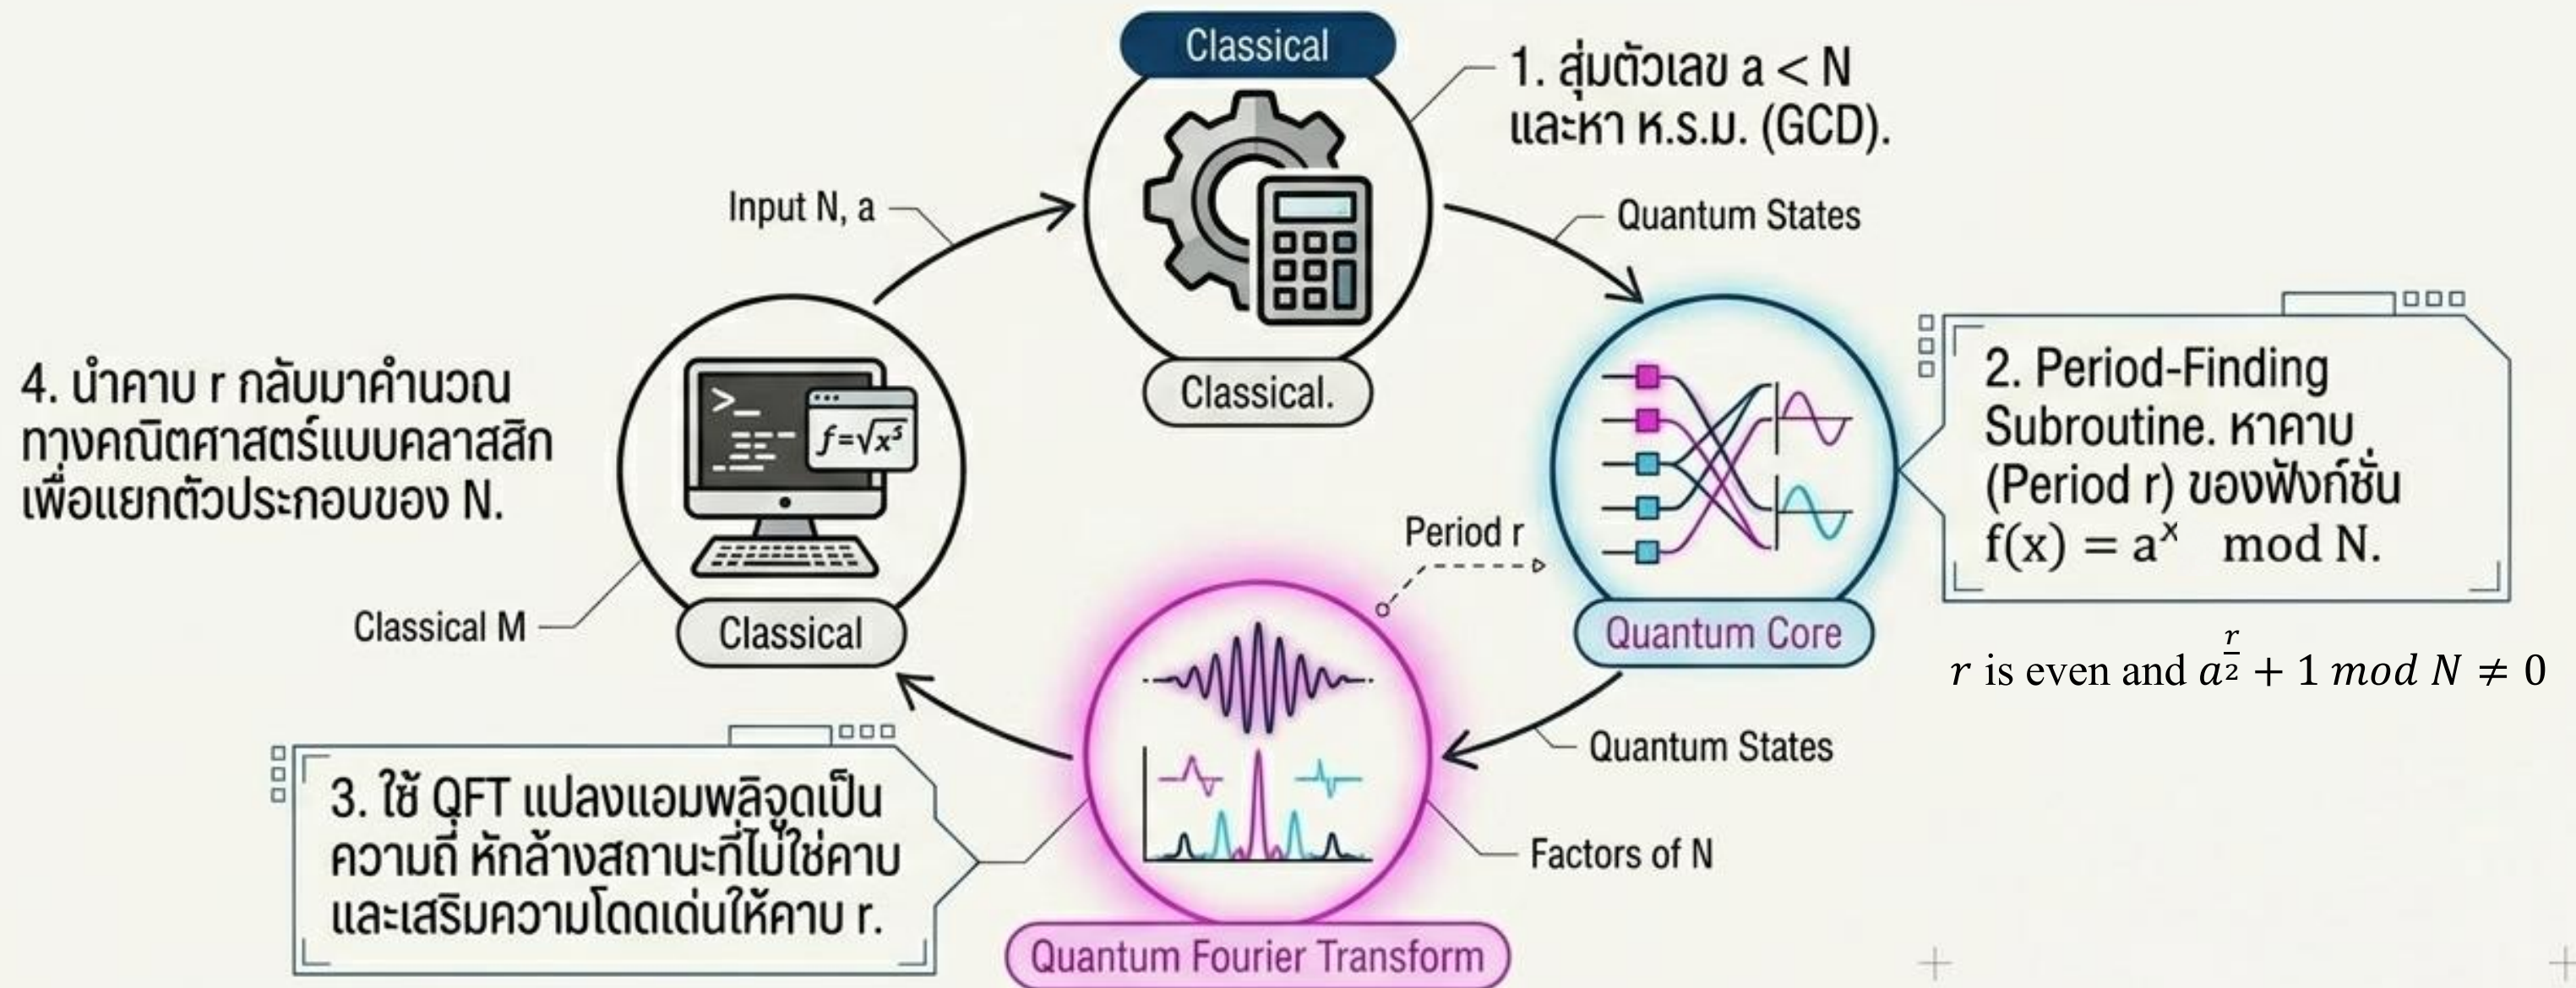 Classical
1. สุ่มตัวเลข a < N
และหา ห.ร.ม. (GCD).
Classical.
Input N, a
Quantum States
2. Period-Finding
Subroutine. หาคาบ
(Period r) ของฟังก์ชั่น
f(x) = aˣ mod N.
Quantum Core
r is even and a^(r/2) + 1 mod N ≠ 0
Period r
Quantum States
Factors of N
Quantum Fourier Transform
3. ใช้ QFT แปลงแอมพลิจูดเป็น
ความถี่ หักล้างสถานะที่ไม่ใช่คาบ
และเสริมความโดดเด่นให้คาบ r.
4. นำคาบ r กลับมาคำนวณ
ทางคณิตศาสตร์แบบคลาสสิก
เพื่อแยกตัวประกอบของ N.
>_
f=√x⁵
Classical
Classical M